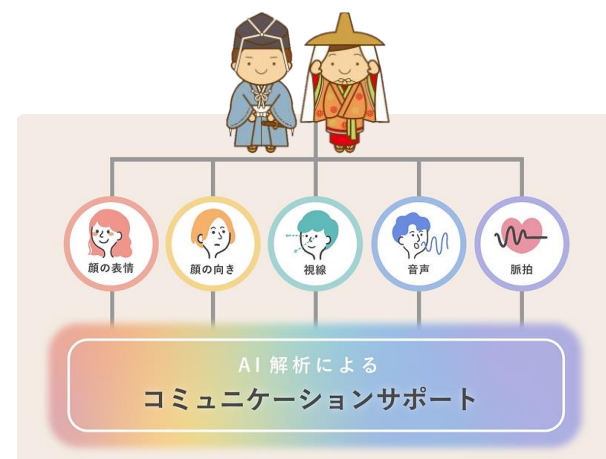 顔の表情
顔の向き
視線
音声
脈拍
AI解析による
コミュニケーションサポート